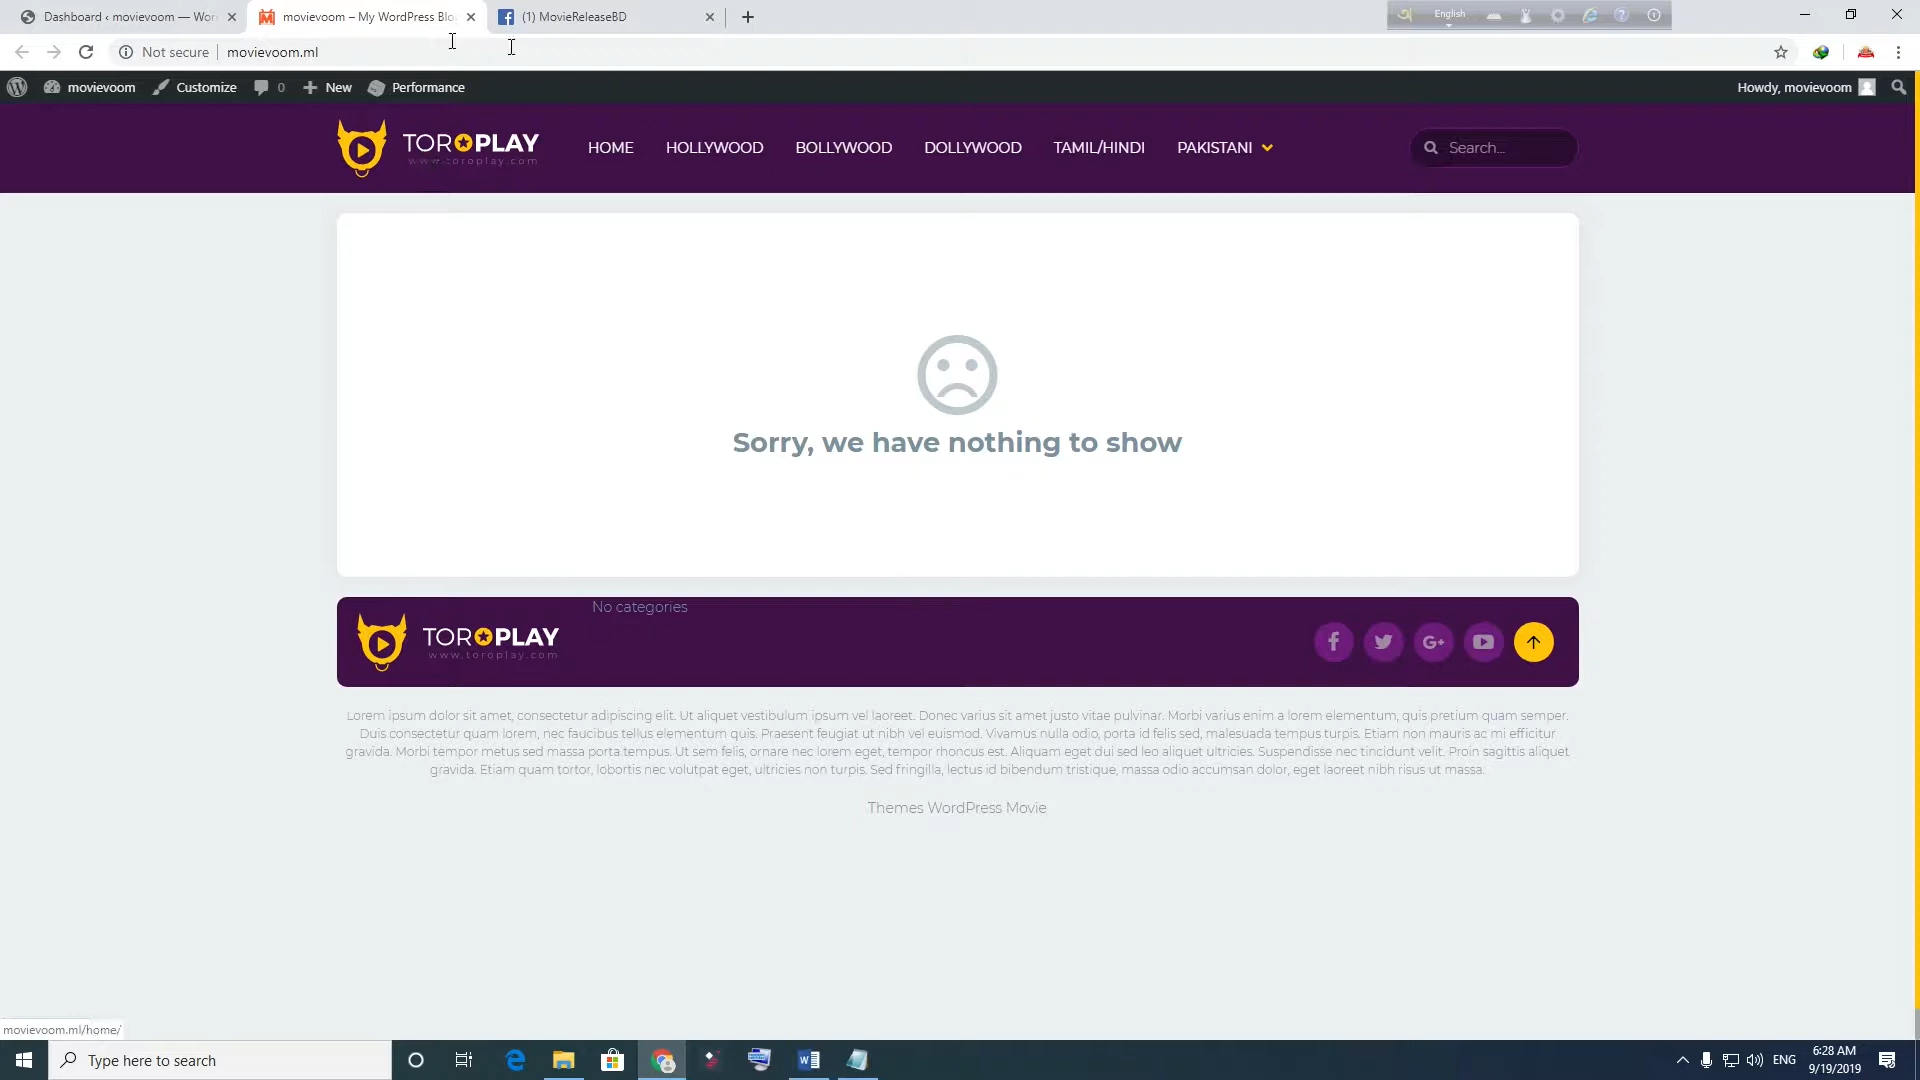 Dashboard ‹ movievoom — Wor
movievoom – My WordPress Blo
(1) MovieReleaseBD
English
Not secure
movievoom.ml
movievoom
Customize
0
New
Performance
Howdy, movievoom
TOROPLAY
www.toroplay.com
HOME
HOLLYWOOD
BOLLYWOOD
DOLLYWOOD
TAMIL/HINDI
PAKISTANI
Search...
Sorry, we have nothing to show
TOROPLAY
www.toroplay.com
No categories
Lorem ipsum dolor sit amet, consectetur adipiscing elit. Ut aliquet vestibulum ipsum vel laoreet. Donec varius sit amet justo vitae pulvinar. Morbi varius enim a lorem elementum, quis pretium quam semper.
Duis consectetur quam lorem, nec faucibus tellus elementum quis. Praesent feugiat ut nibh vel euismod. Vivamus nulla odio, porta id felis sed, malesuada tempus turpis. Etiam non mauris ac mi efficitur
gravida. Morbi tempor metus sed massa porta tempus. Ut sem felis, ornare nec lorem eget, tempor rhoncus est. Aliquam eget dui sed leo aliquet ultricies. Suspendisse nec tincidunt velit. Proin sagittis aliquet
gravida. Etiam quam tortor, lobortis nec volutpat eget, ultricies non turpis. Sed fringilla, lectus id bibendum tristique, massa odio accumsan dolor, eget laoreet nibh risus ut massa.
Themes WordPress Movie
movievoom.ml/home/
Type here to search
ENG
6:28 AM
9/19/2019